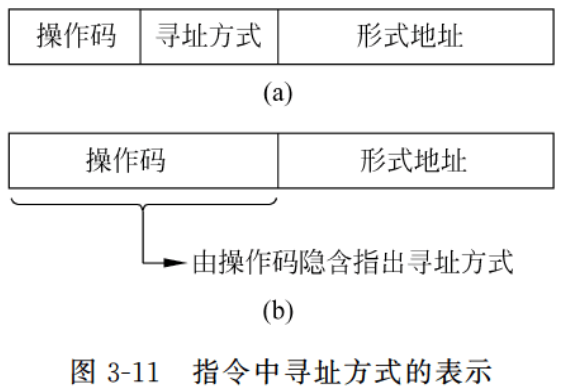 操作码 寻址方式 形式地址
(a)
操作码 形式地址
由操作码隐含指出寻址方式
(b)
图 3-11 指令中寻址方式的表示